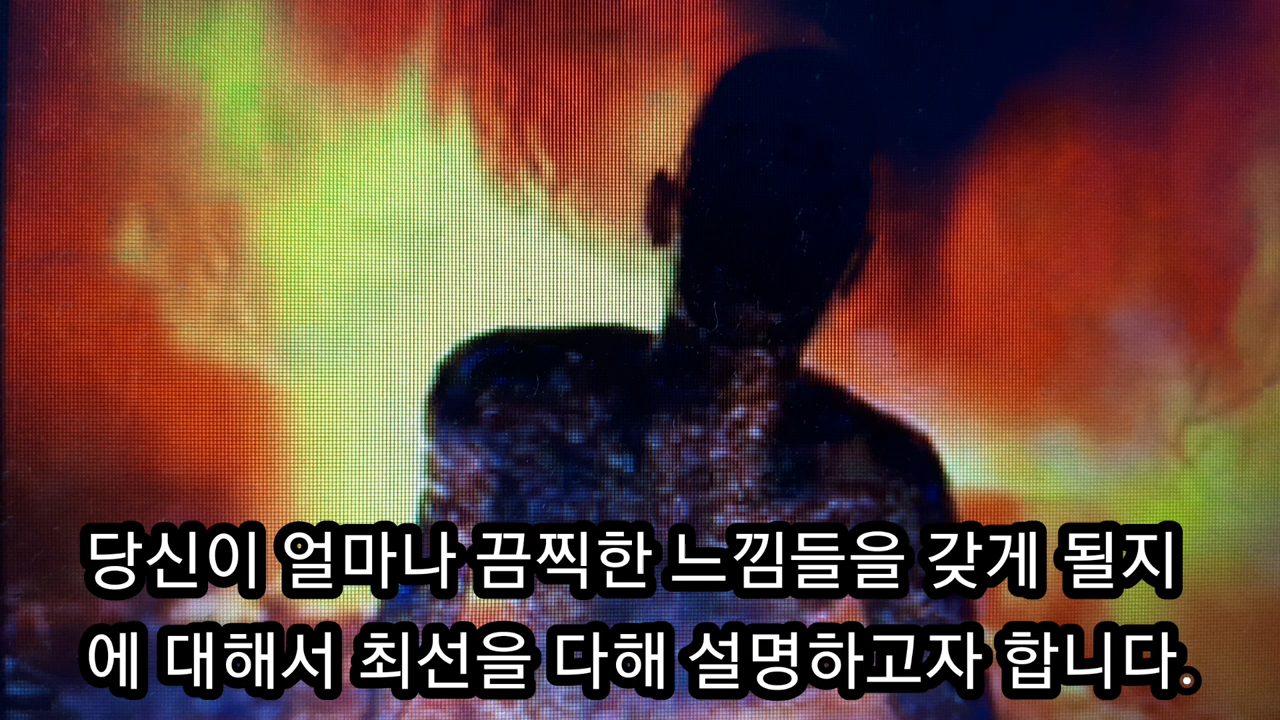 당신이 얼마나 끔찍한 느낌들을 갖게 될지
에 대해서 최선을 다해 설명하고자 합니다.